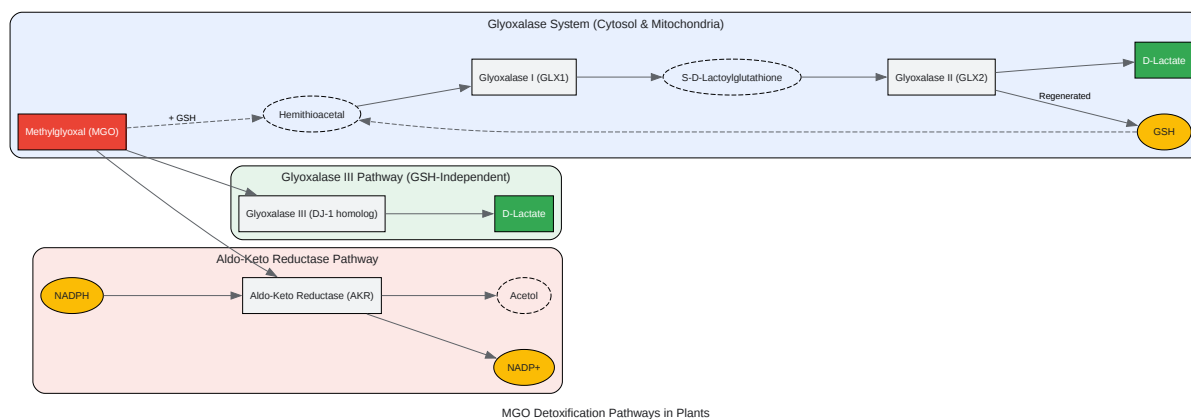 Glyoxalase System (Cytosol & Mitochondria)
D-Lactate
Glyoxalase I (GLX1)
S-D-Lactoylglutathione
Glyoxalase II (GLX2)
Regenerated
Hemithioacetal
+ GSH
Methylglyoxal (MGO)
GSH
Glyoxalase III Pathway (GSH-Independent)
Glyoxalase III (DJ-1 homolog)
D-Lactate
Aldo-Keto Reductase Pathway
NADPH
Aldo-Keto Reductase (AKR)
Acetol
NADP+
MGO Detoxification Pathways in Plants